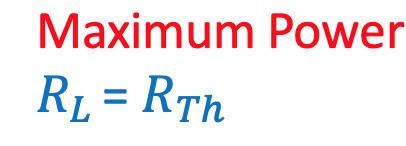 Maximum Power
R_L = R_Th